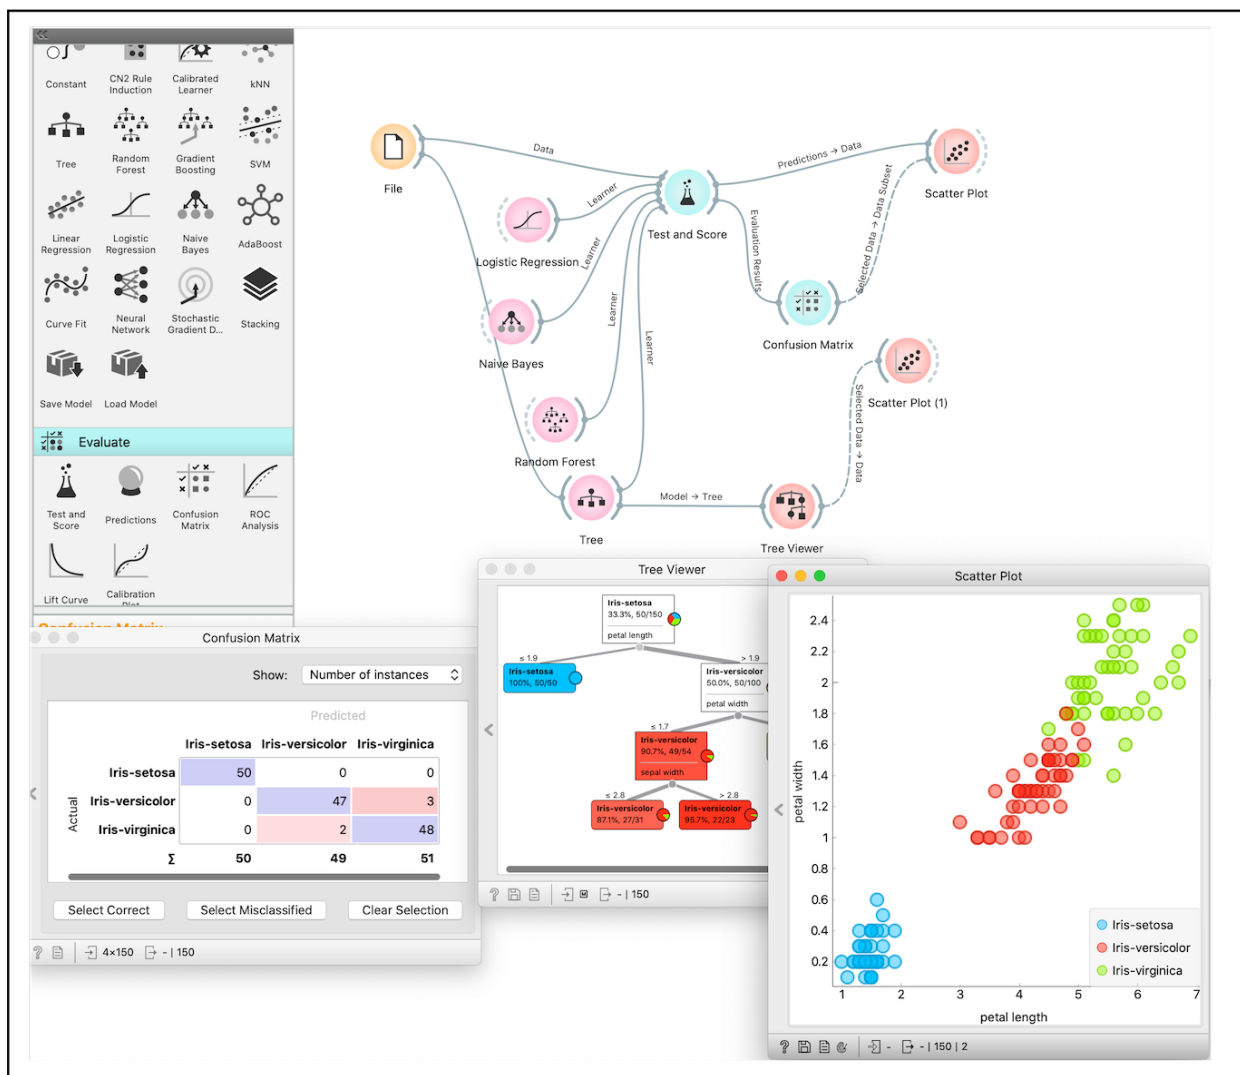 Constant
CN2 Rule
Induction
Calibrated
Learner
kNN
Tree
Random
Forest
Gradient
Boosting
SVM
Linear
Regression
Logistic
Regression
Naive
Bayes
AdaBoost
Curve Fit
Neural
Network
Stochastic
Gradient D...
Stacking
Save Model
Load Model
Evaluate
Test and
Score
Predictions
Confusion
Matrix
ROC
Analysis
Lift Curve
Calibration
Plot
Confusion Matrix
File
Data
Learner
Logistic Regression
Learner
Naive Bayes
Learner
Random Forest
Learner
Tree
Test and Score
Predictions → Data
Scatter Plot
Evaluation Results
Selected Data → Data Subset
Confusion Matrix
Scatter Plot (1)
Selected Data → Data
Model → Tree
Tree Viewer
Confusion Matrix
Show: Number of instances
Predicted
Iris-setosa Iris-versicolor Iris-virginica
Actual
Iris-setosa 50 0 0
Iris-versicolor 0 47 3
Iris-virginica 0 2 48
Σ 50 49 51
Select Correct Select Misclassified Clear Selection
? 4×150 - | 150
Tree Viewer
Iris-setosa
33.3%, 50/150
petal length
≤ 1.9 > 1.9
Iris-setosa
100%, 50/50
Iris-versicolor
50.0%, 50/100
petal width
≤ 1.7
Iris-versicolor
90.7%, 49/54
sepal width
≤ 2.8 > 2.8
Iris-versicolor
87.1%, 27/31
Iris-versicolor
95.7%, 22/23
? M - | 150
Scatter Plot
petal width
2.4
2.2
2
1.8
1.6
1.4
1.2
1
0.8
0.6
0.4
0.2
Iris-setosa
Iris-versicolor
Iris-virginica
1 2 3 4 5 6 7
petal length
? - - | 150 | 2